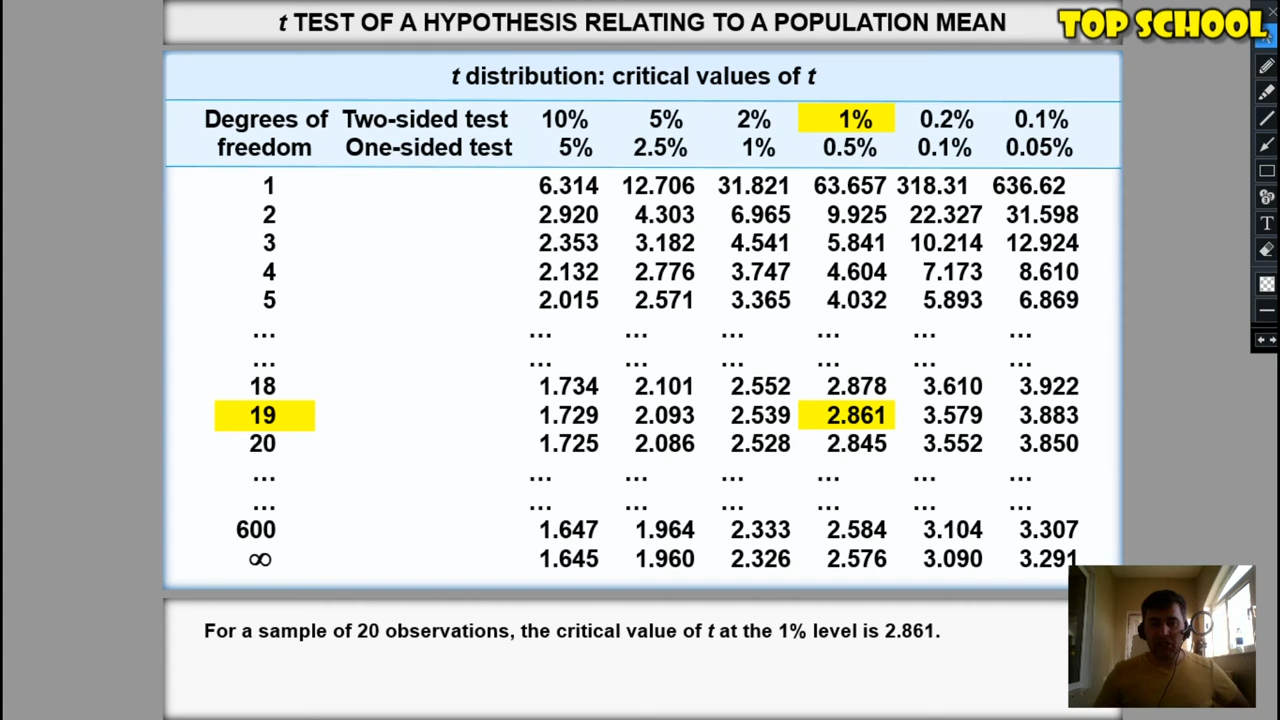 t TEST OF A HYPOTHESIS RELATING TO A POPULATION MEAN
TOP SCHOOL
t distribution: critical values of t
Degrees of Two-sided test 10% 5% 2% 1% 0.2% 0.1%
freedom One-sided test 5% 2.5% 1% 0.5% 0.1% 0.05%
1 6.314 12.706 31.821 63.657 318.31 636.62
2 2.920 4.303 6.965 9.925 22.327 31.598
3 2.353 3.182 4.541 5.841 10.214 12.924
4 2.132 2.776 3.747 4.604 7.173 8.610
5 2.015 2.571 3.365 4.032 5.893 6.869
… … … … … … …
… … … … … … …
18 1.734 2.101 2.552 2.878 3.610 3.922
19 1.729 2.093 2.539 2.861 3.579 3.883
20 1.725 2.086 2.528 2.845 3.552 3.850
… … … … … … …
… … … … … … …
600 1.647 1.964 2.333 2.584 3.104 3.307
∞ 1.645 1.960 2.326 2.576 3.090 3.291
For a sample of 20 observations, the critical value of t at the 1% level is 2.861.
T